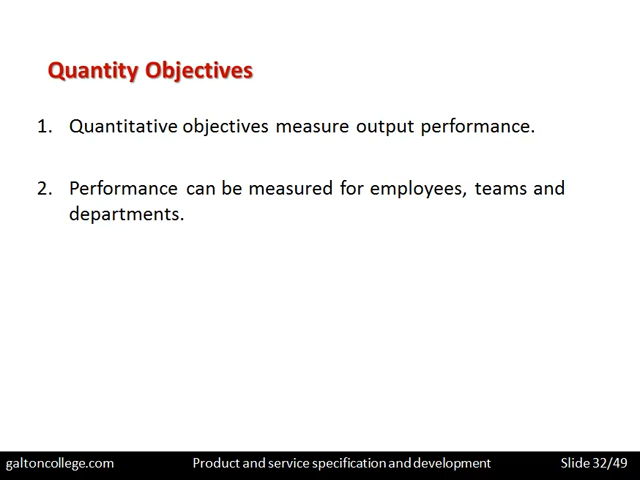 Quantity Objectives
1. Quantitative objectives measure output performance.
2. Performance can be measured for employees, teams and
departments.
galtoncollege.com Product and service specification and development Slide 32/49